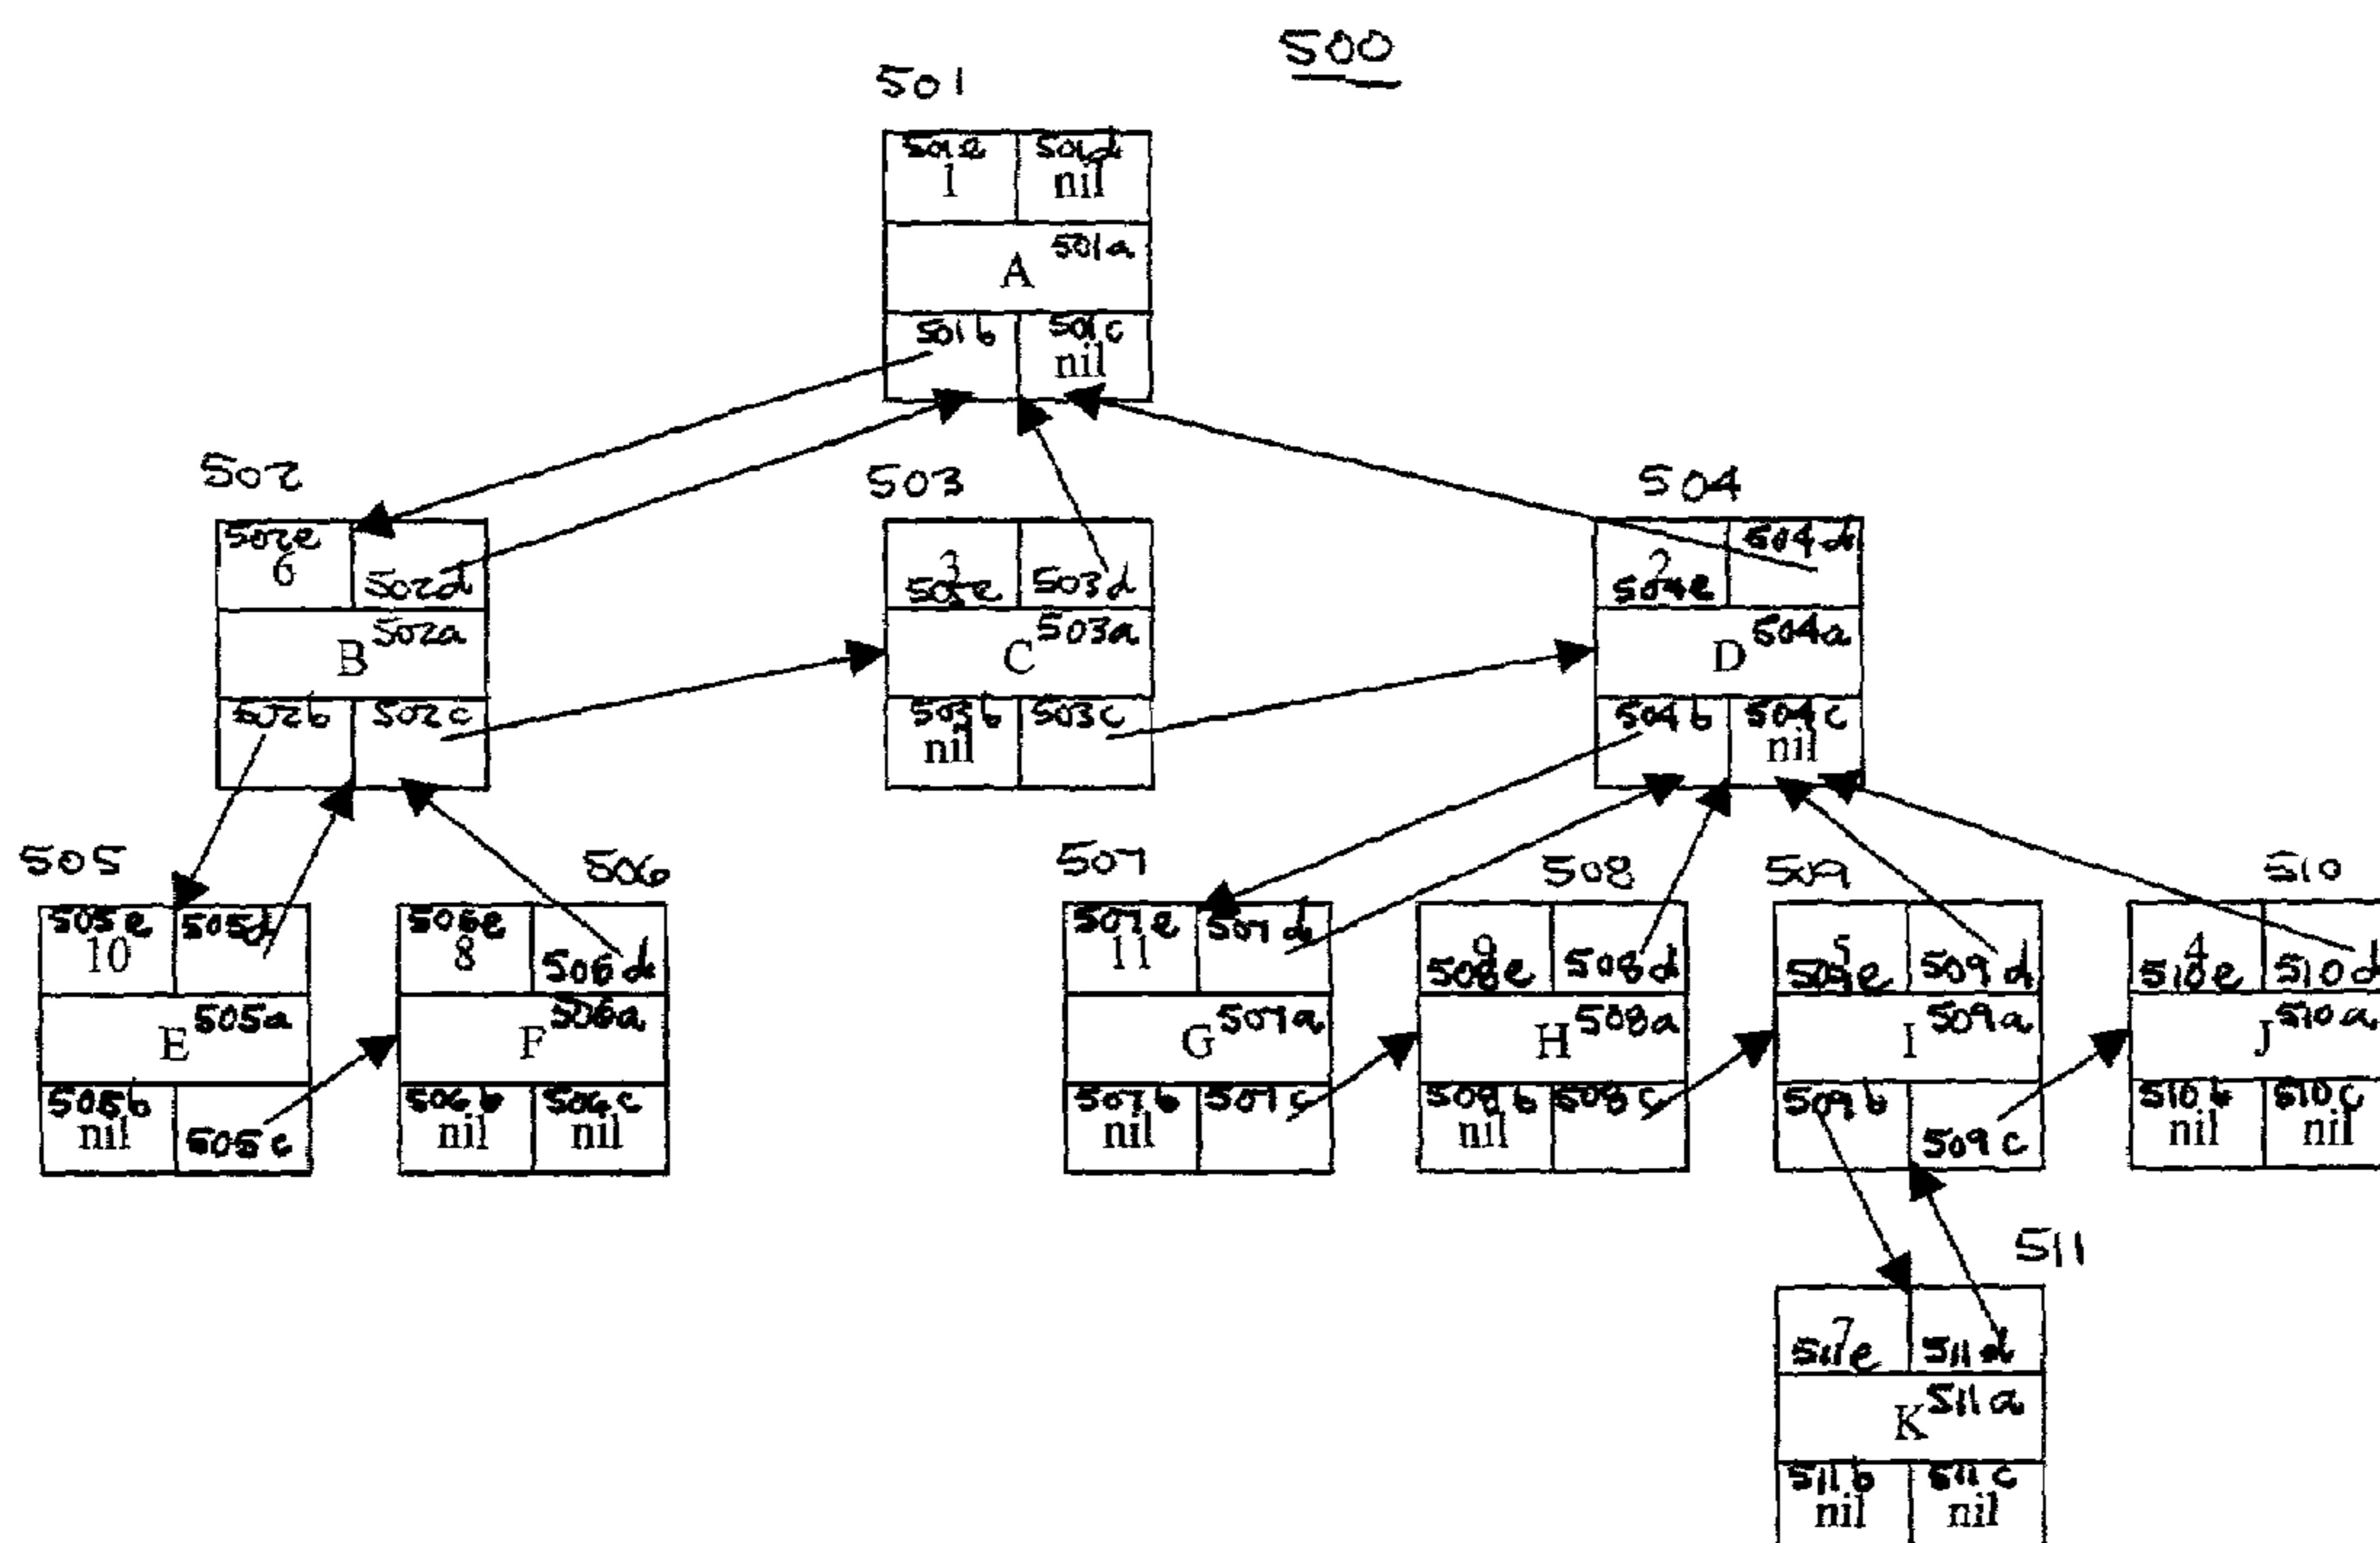 500
501
501e 501d
1 nil
A 501a
501b 501c
nil
502 503 504
502e
6 502d
B 502a
502b 502c
3 503d
503e
C 503a
503b 503c
nil
504d
2
504e
D 504a
504b 504c
nil
505 506 507 508 509 510
505e 505d
10
E 505a
505b
nil 505c
506e
8 506d
F 506a
506b 506c
nil nil
507e 507d
11
G 507a
507b 507c
nil
9
508e 508d
H 508a
508b 508c
nil
5
509e 509d
I 509a
509b
509c
4
510e 510d
J 510a
510b 510c
nil nil
511
7
511e 511d
K 511a
511b 511c
nil nil